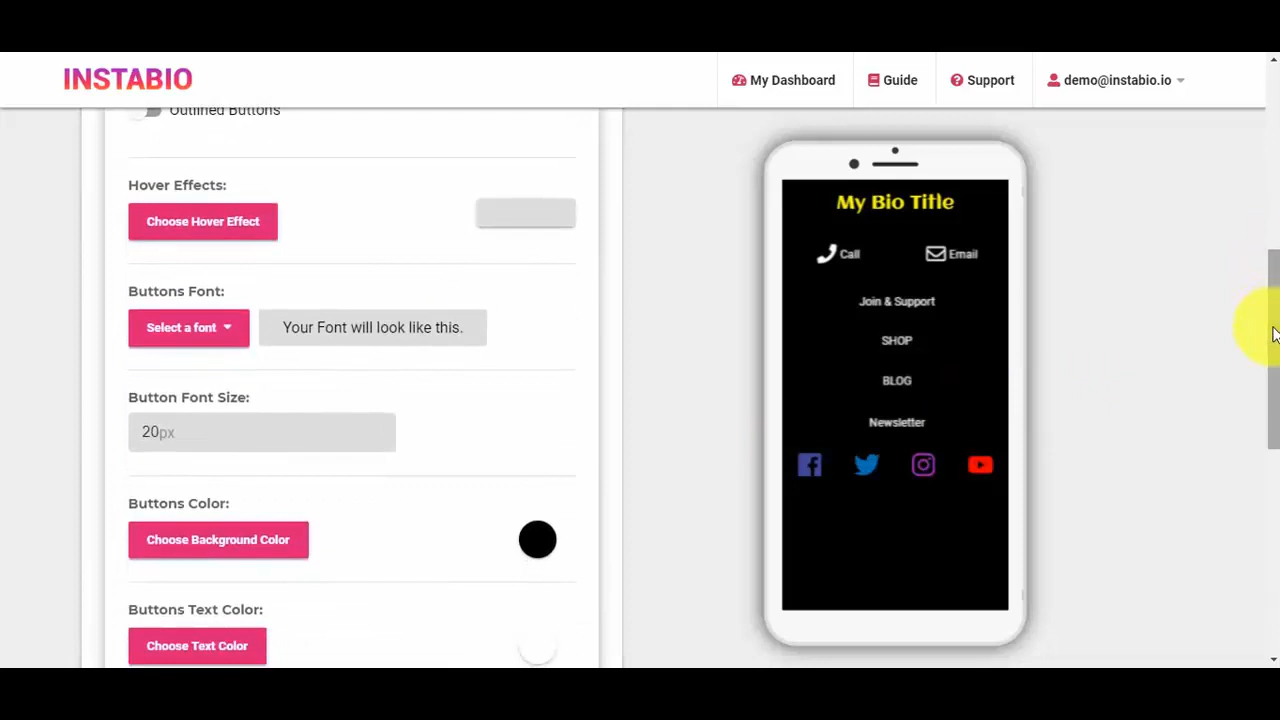 INSTABIO
My Dashboard
Guide
Support
demo@instabio.io
Outlined Buttons
Hover Effects:
Choose Hover Effect
Buttons Font:
Select a font
Your Font will look like this.
Button Font Size:
20px
Buttons Color:
Choose Background Color
Buttons Text Color:
Choose Text Color
My Bio Title
Call
Email
Join & Support
SHOP
BLOG
Newsletter